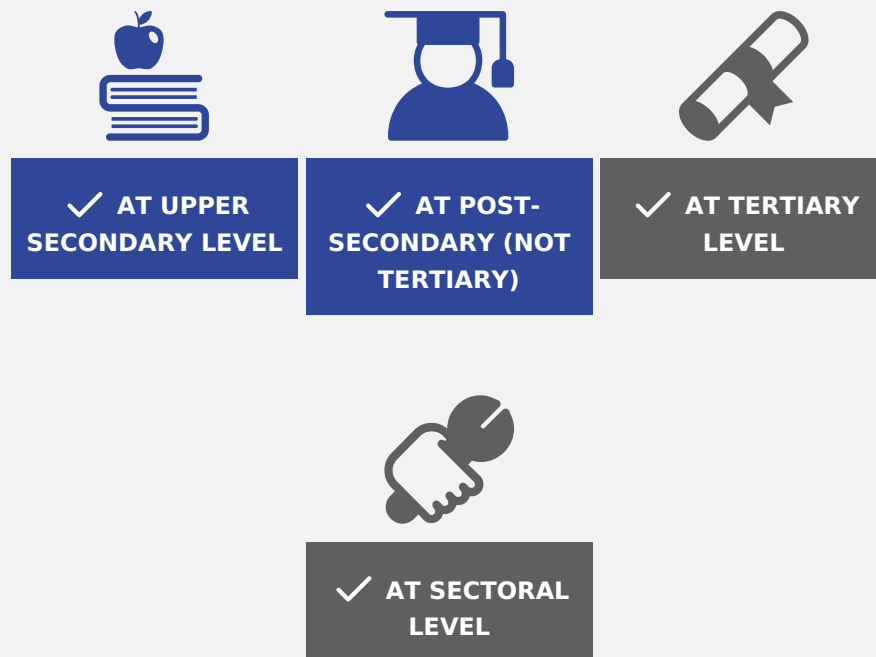 AT UPPER
SECONDARY LEVEL
AT POST-
SECONDARY (NOT
TERTIARY)
AT TERTIARY
LEVEL
AT SECTORAL
LEVEL